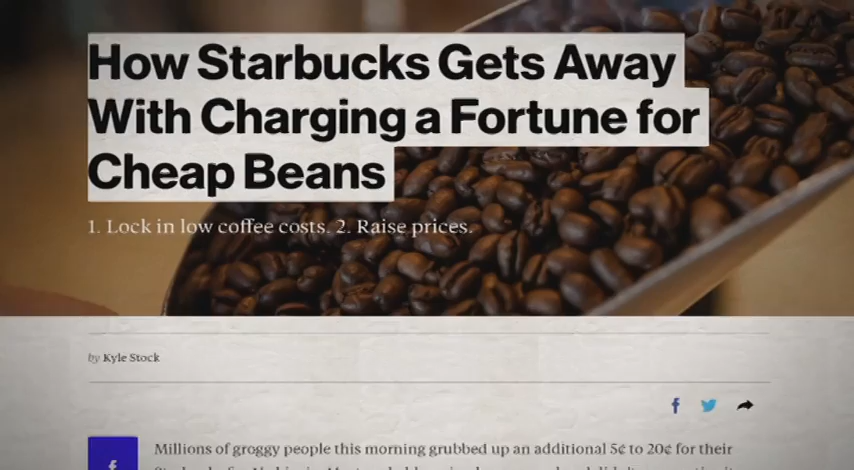 How Starbucks Gets Away
With Charging a Fortune for
Cheap Beans
1. Lock in low coffee costs. 2. Raise prices.
by Kyle Stock
Millions of groggy people this morning grubbed up an additional 5¢ to 20¢ for their